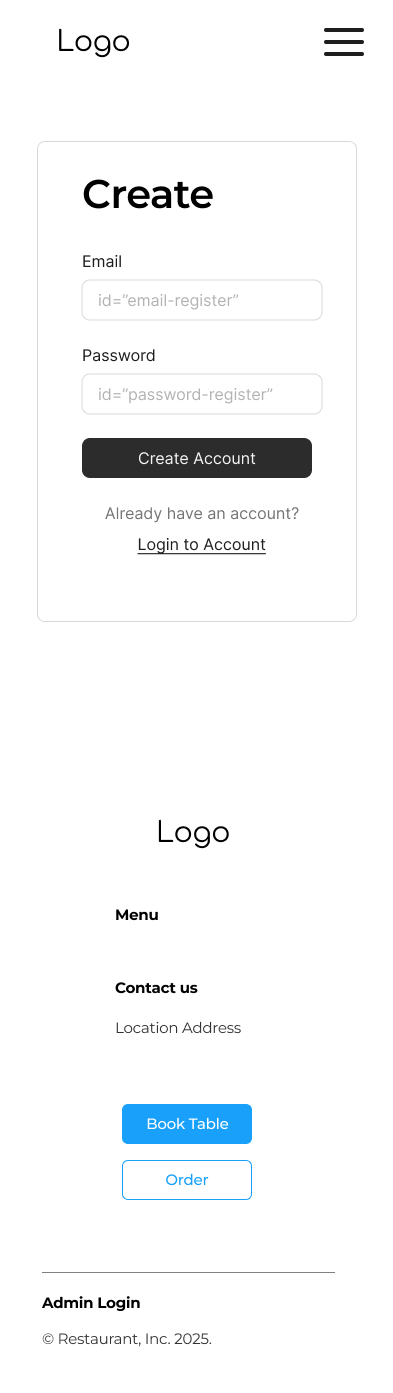 Logo
Create
Email
id=”email-register”
Password
id=”password-register”
Create Account
Already have an account?
Login to Account
Logo
Menu
Contact us
Location Address
Book Table
Order
Admin Login
© Restaurant, Inc. 2025.